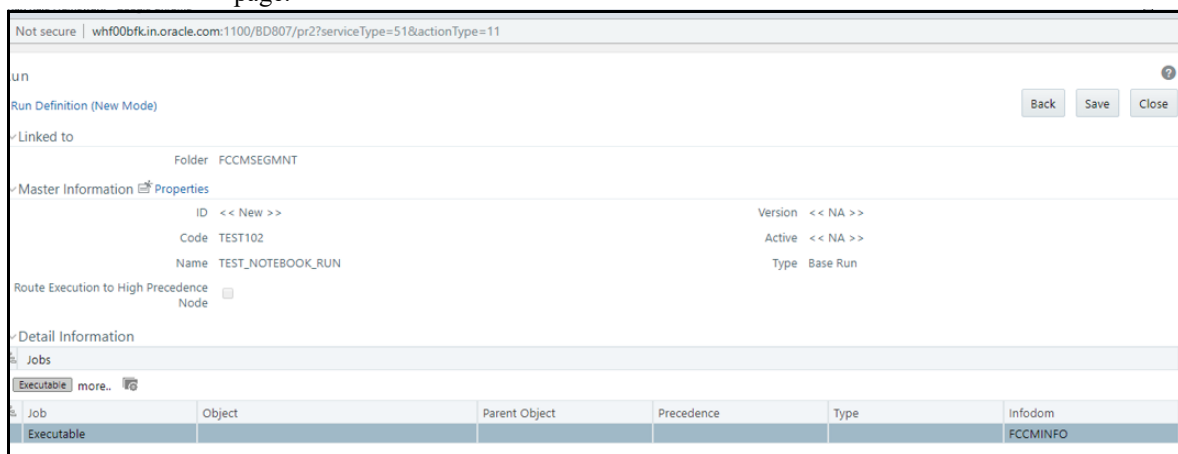 page.
Not secure | whf00bfk.in.oracle.com:1100/BD807/pr2?serviceType=51&actionType=11
un
?
Run Definition (New Mode)
Back Save Close
Linked to
Folder FCCMSEGMNT
Master Information Properties
ID << New >> Version << NA >>
Code TEST102 Active << NA >>
Name TEST_NOTEBOOK_RUN Type Base Run
Route Execution to High Precedence
Node
Detail Information
Jobs
Executable more..
Job Object Parent Object Precedence Type Infodom
Executable FCCMINFO